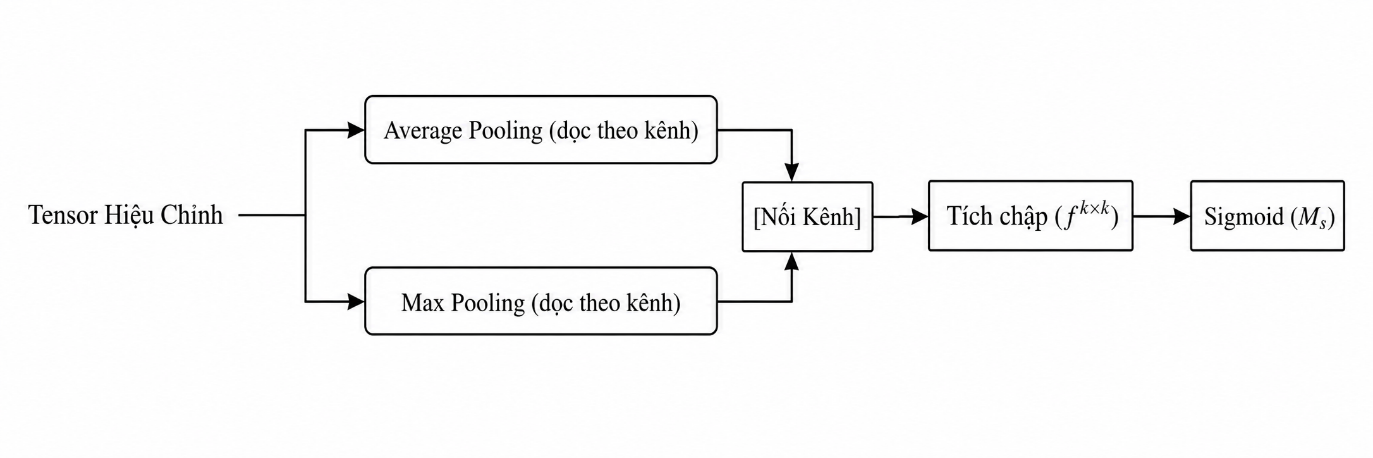 Average Pooling (dọc theo kênh)
Tensor Hiệu Chỉnh
[Nối Kênh]
Tích chập (f^{k×k})
Sigmoid (M_s)
Max Pooling (dọc theo kênh)